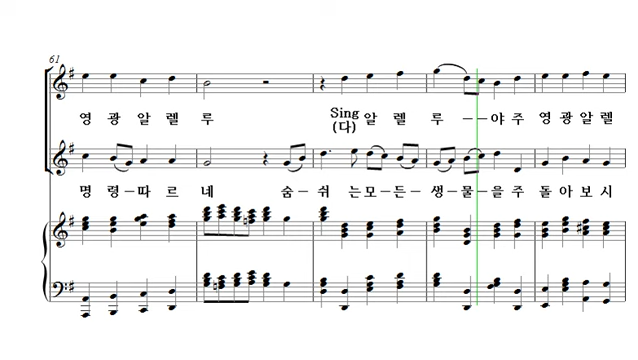 61
영 광 알 렐 루 Sing 알 렐 루 - - 야 주 영 광 알 렐
(다)
명 령 - 따 르 네 숨 - 쉬 는 모 - 든 - 생 - 물 - 을 주 돌 아 보 시